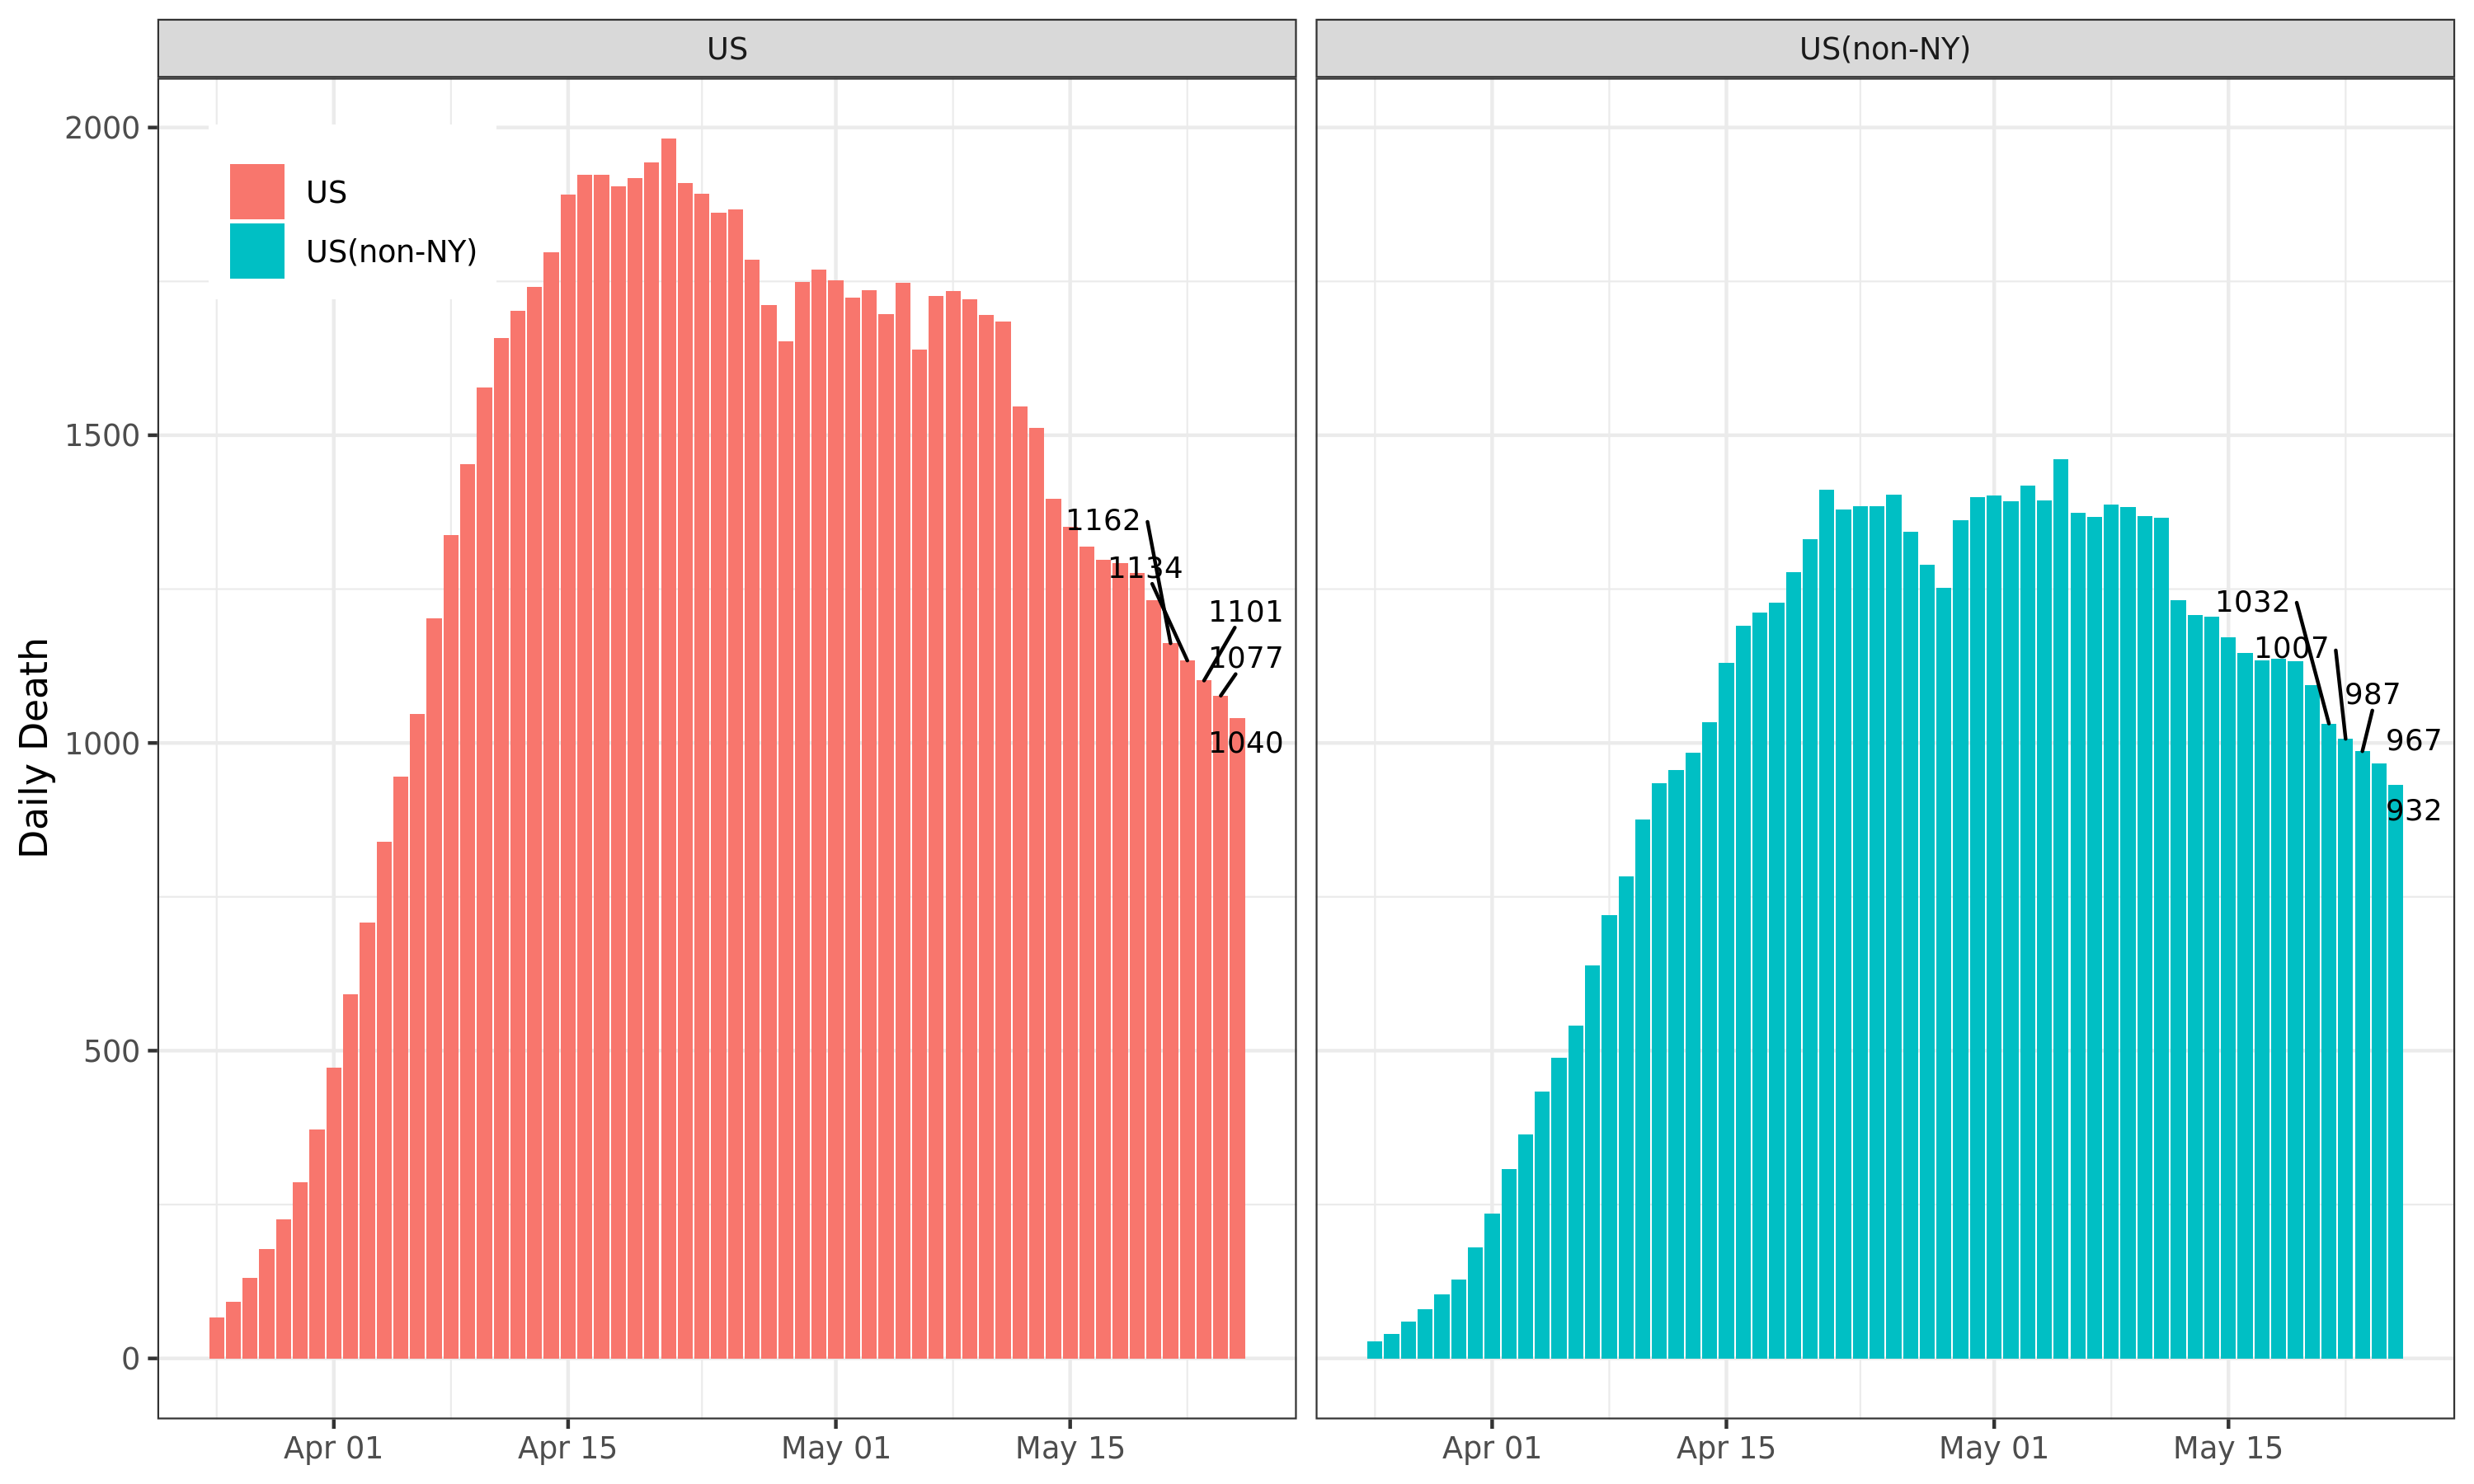 US
US(non-NY)
Daily Death
2000
1500
1000
500
0
US
US(non-NY)
1162
1134
1101
1077
1040
1032
1007
987
967
932
Apr 01
Apr 15
May 01
May 15
Apr 01
Apr 15
May 01
May 15